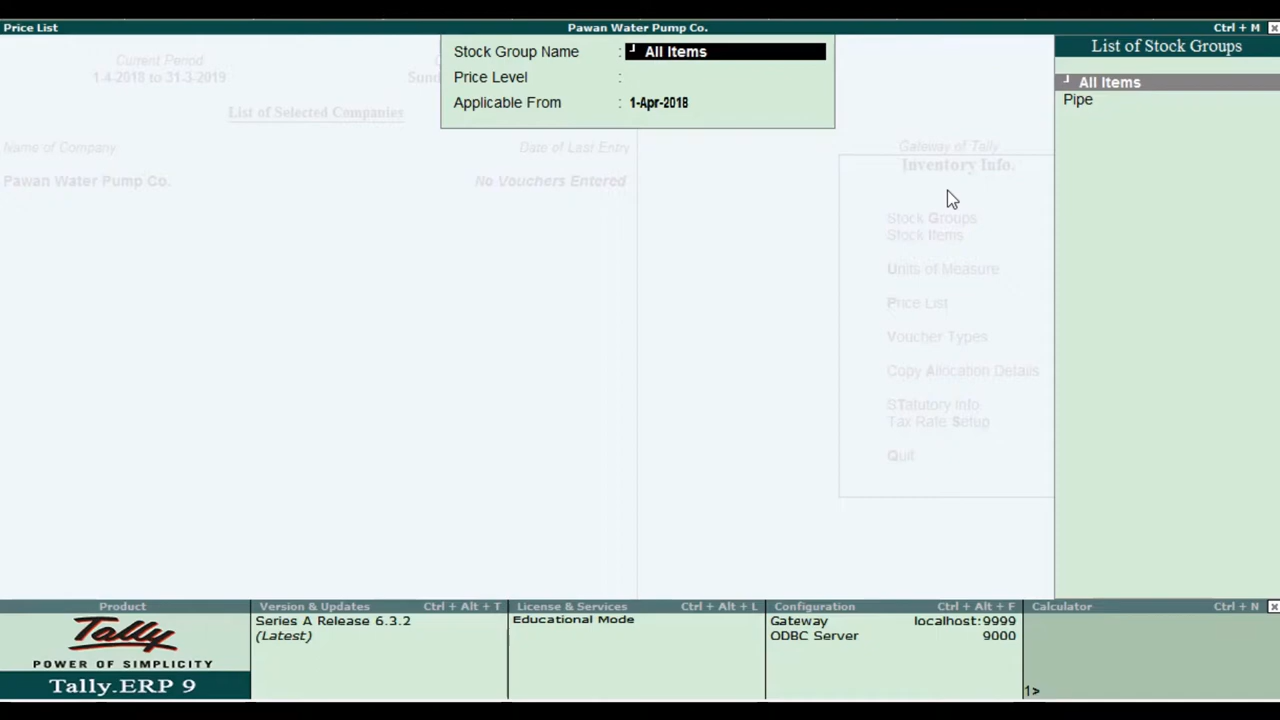 Price List
Pawan Water Pump Co.
Ctrl + M
Stock Group Name : ┘ All Items
Price Level :
Applicable From : 1-Apr-2018
List of Stock Groups
┘ All Items
Pipe
Current Period
1-4-2018 to 31-3-2019
Sund
List of Selected Companies
Name of Company
Date of Last Entry
Pawan Water Pump Co.
No Vouchers Entered
Gateway of Tally
Inventory Info.
Stock Groups
Stock Items
Units of Measure
Price List
Voucher Types
Copy Allocation Details
STatutory Info
Tax Rate Setup
Quit
Product
Tally
POWER OF SIMPLICITY
Tally.ERP 9
Version & Updates Ctrl + Alt + T
Series A Release 6.3.2
(Latest)
License & Services Ctrl + Alt + L
Educational Mode
Configuration Ctrl + Alt + F
Gateway localhost:9999
ODBC Server 9000
Calculator Ctrl + N
1>